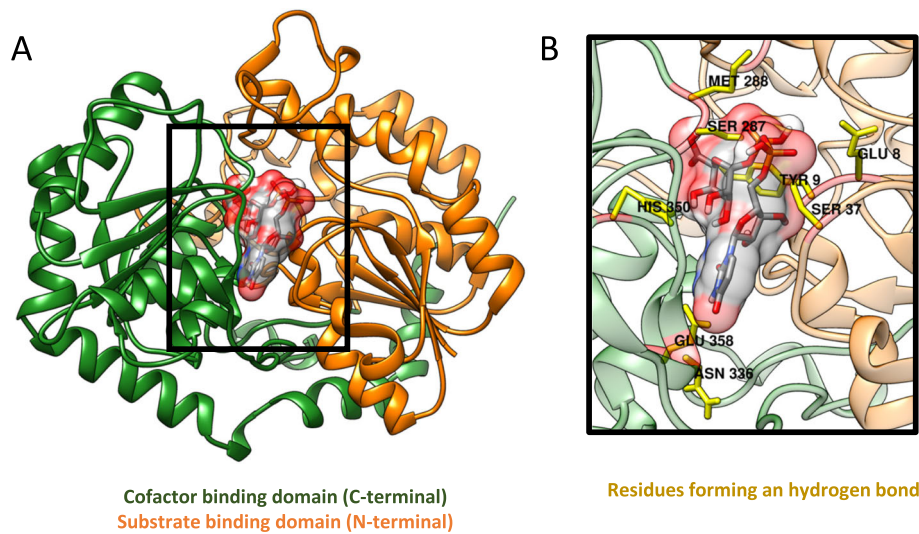 A
B
MET 288
SER 287
GLU 8
TYR 9
HIS 350
SER 37
GLU 358
ASN 336
Cofactor binding domain (C-terminal)
Substrate binding domain (N-terminal)
Residues forming an hydrogen bond